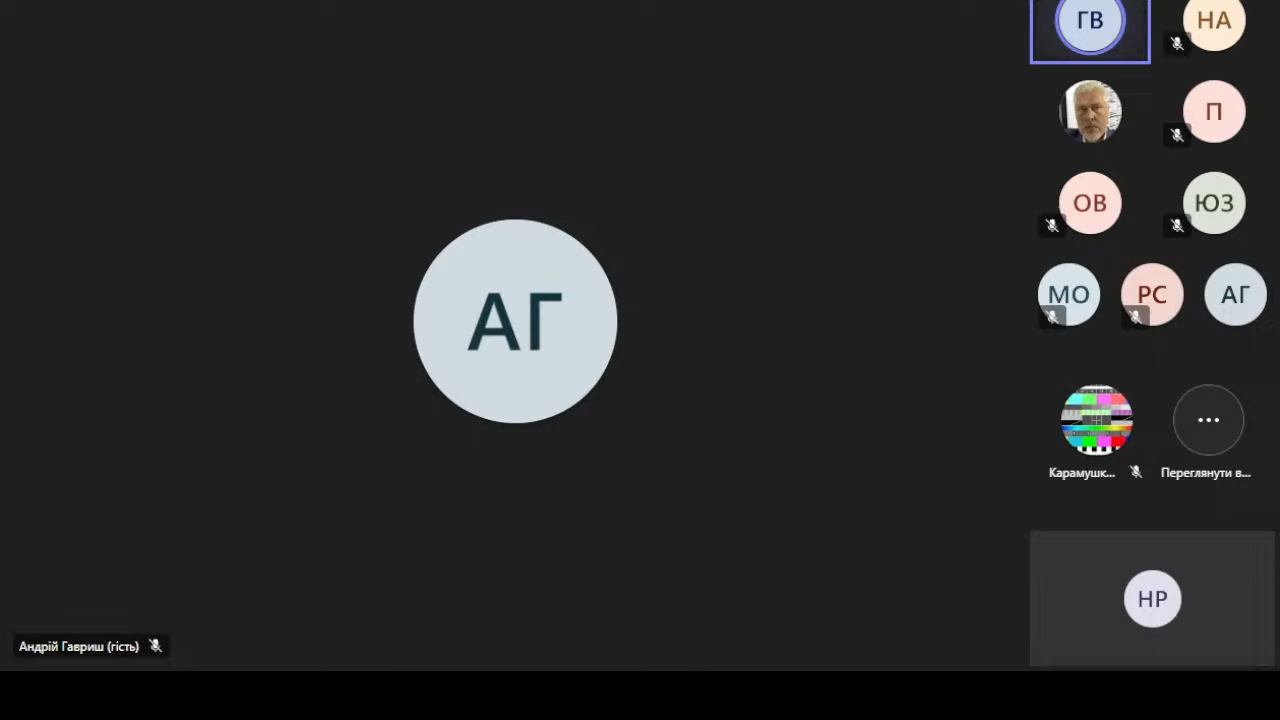 ГВ
НА
П
ОВ
ЮЗ
МО
РС
АГ
АГ
Карамушк...
Переглянути в...
НР
Андрій Гавриш (гість)